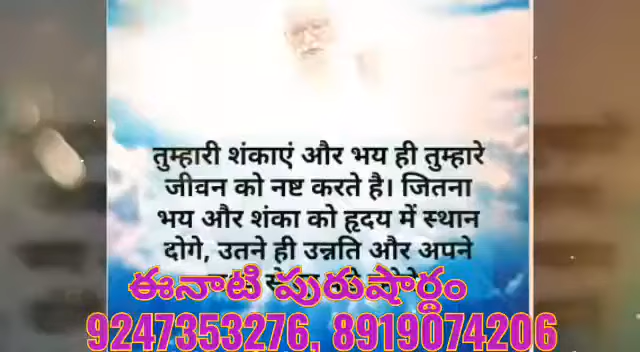 तुम्हारी शंकाएं और भय ही तुम्हारे
जीवन को नष्ट करते है। जितना
भय और शंका को हृदय में स्थान
दोगे, उतने ही उन्नति और अपने
ఈనాటి పురుషార్థం
9247353276, 8919074206